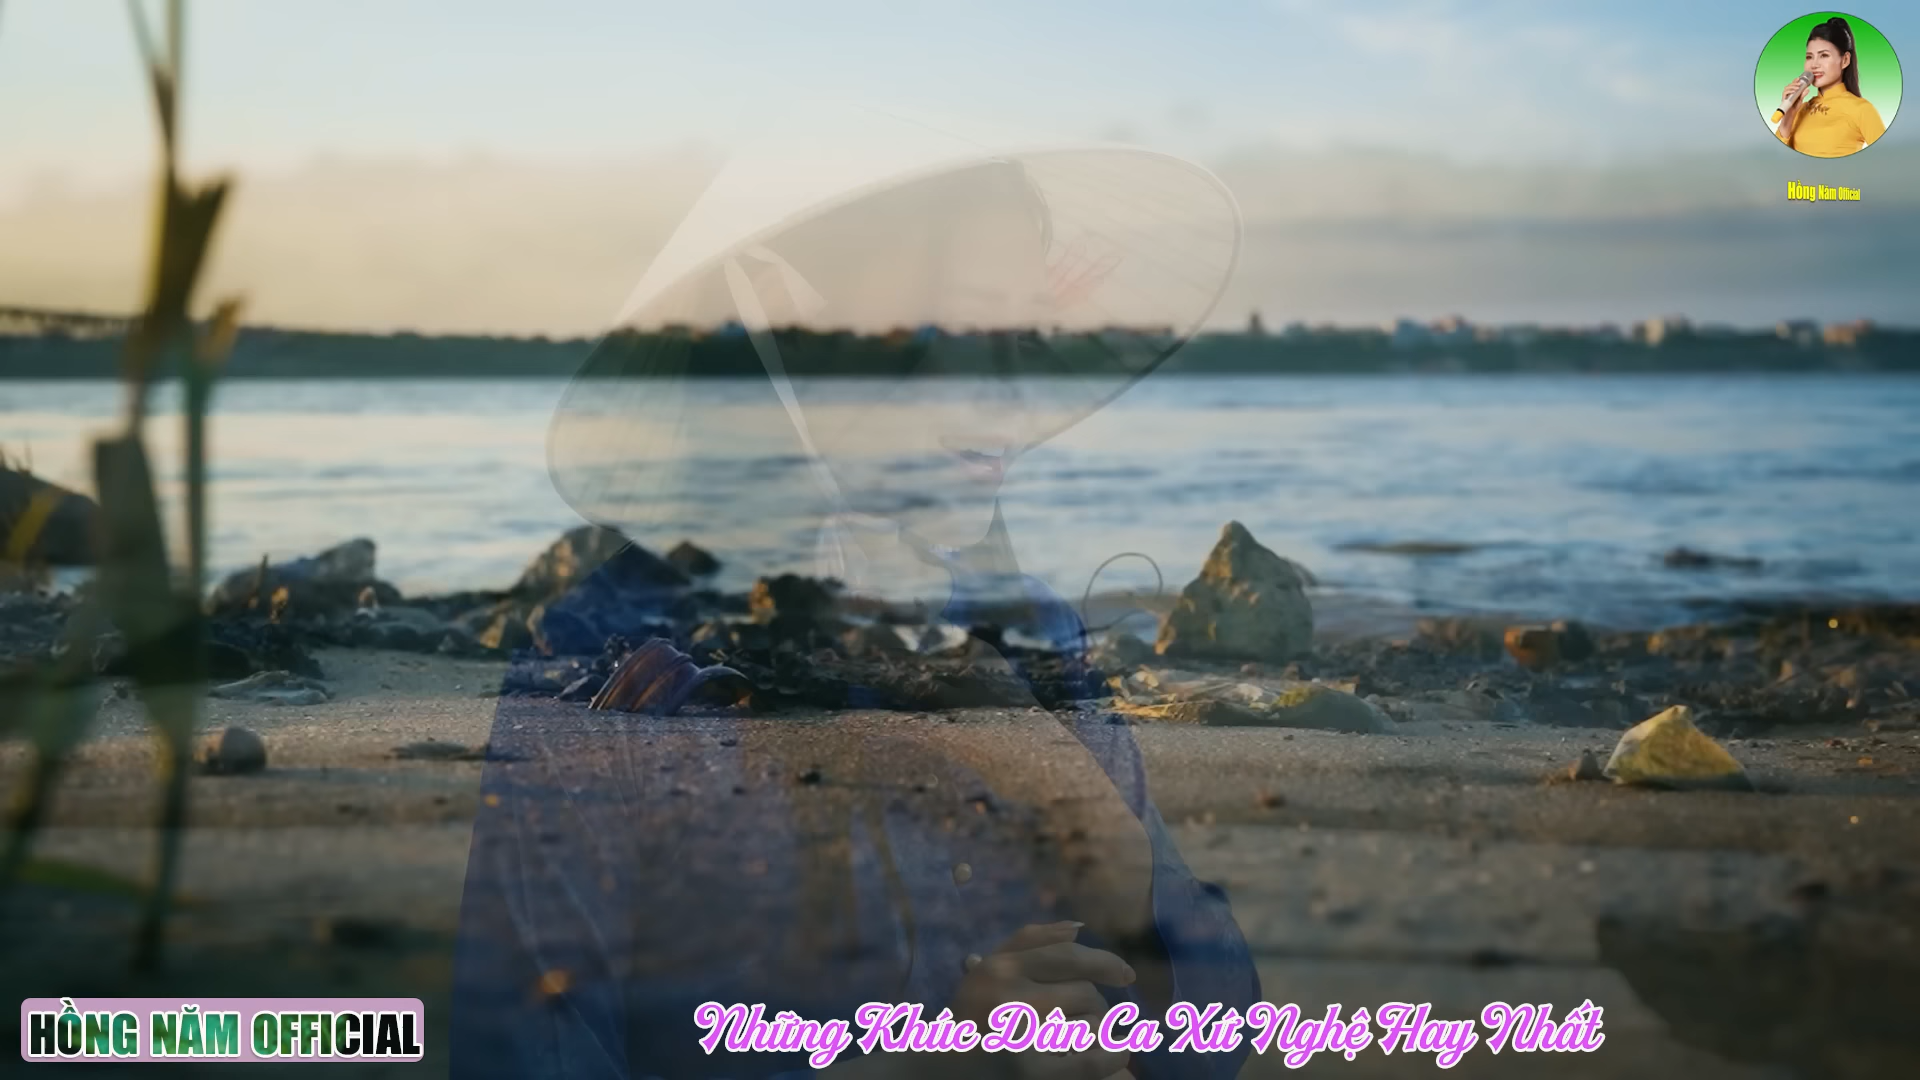 Hồng Năm Official
HỒNG NĂM OFFICIAL
Những Khúc Dân Ca Xứ Nghệ Hay Nhất